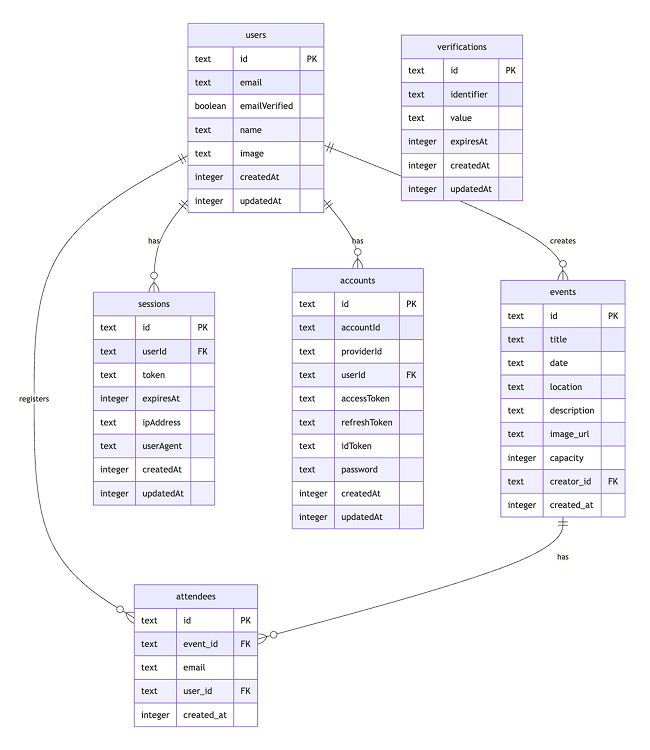 users
text id PK
text email
boolean emailVerified
text name
text image
integer createdAt
integer updatedAt
verifications
text id PK
text identifier
text value
integer expiresAt
integer createdAt
integer updatedAt
has
has
creates
sessions
text id PK
text userId FK
text token
integer expiresAt
text ipAddress
text userAgent
integer createdAt
integer updatedAt
accounts
text id PK
text accountId
text providerId
text userId FK
text accessToken
text refreshToken
text idToken
text password
integer createdAt
integer updatedAt
events
text id PK
text title
text date
text location
text description
text image_url
integer capacity
text creator_id FK
integer created_at
registers
has
attendees
text id PK
text event_id FK
text email
text user_id FK
integer created_at